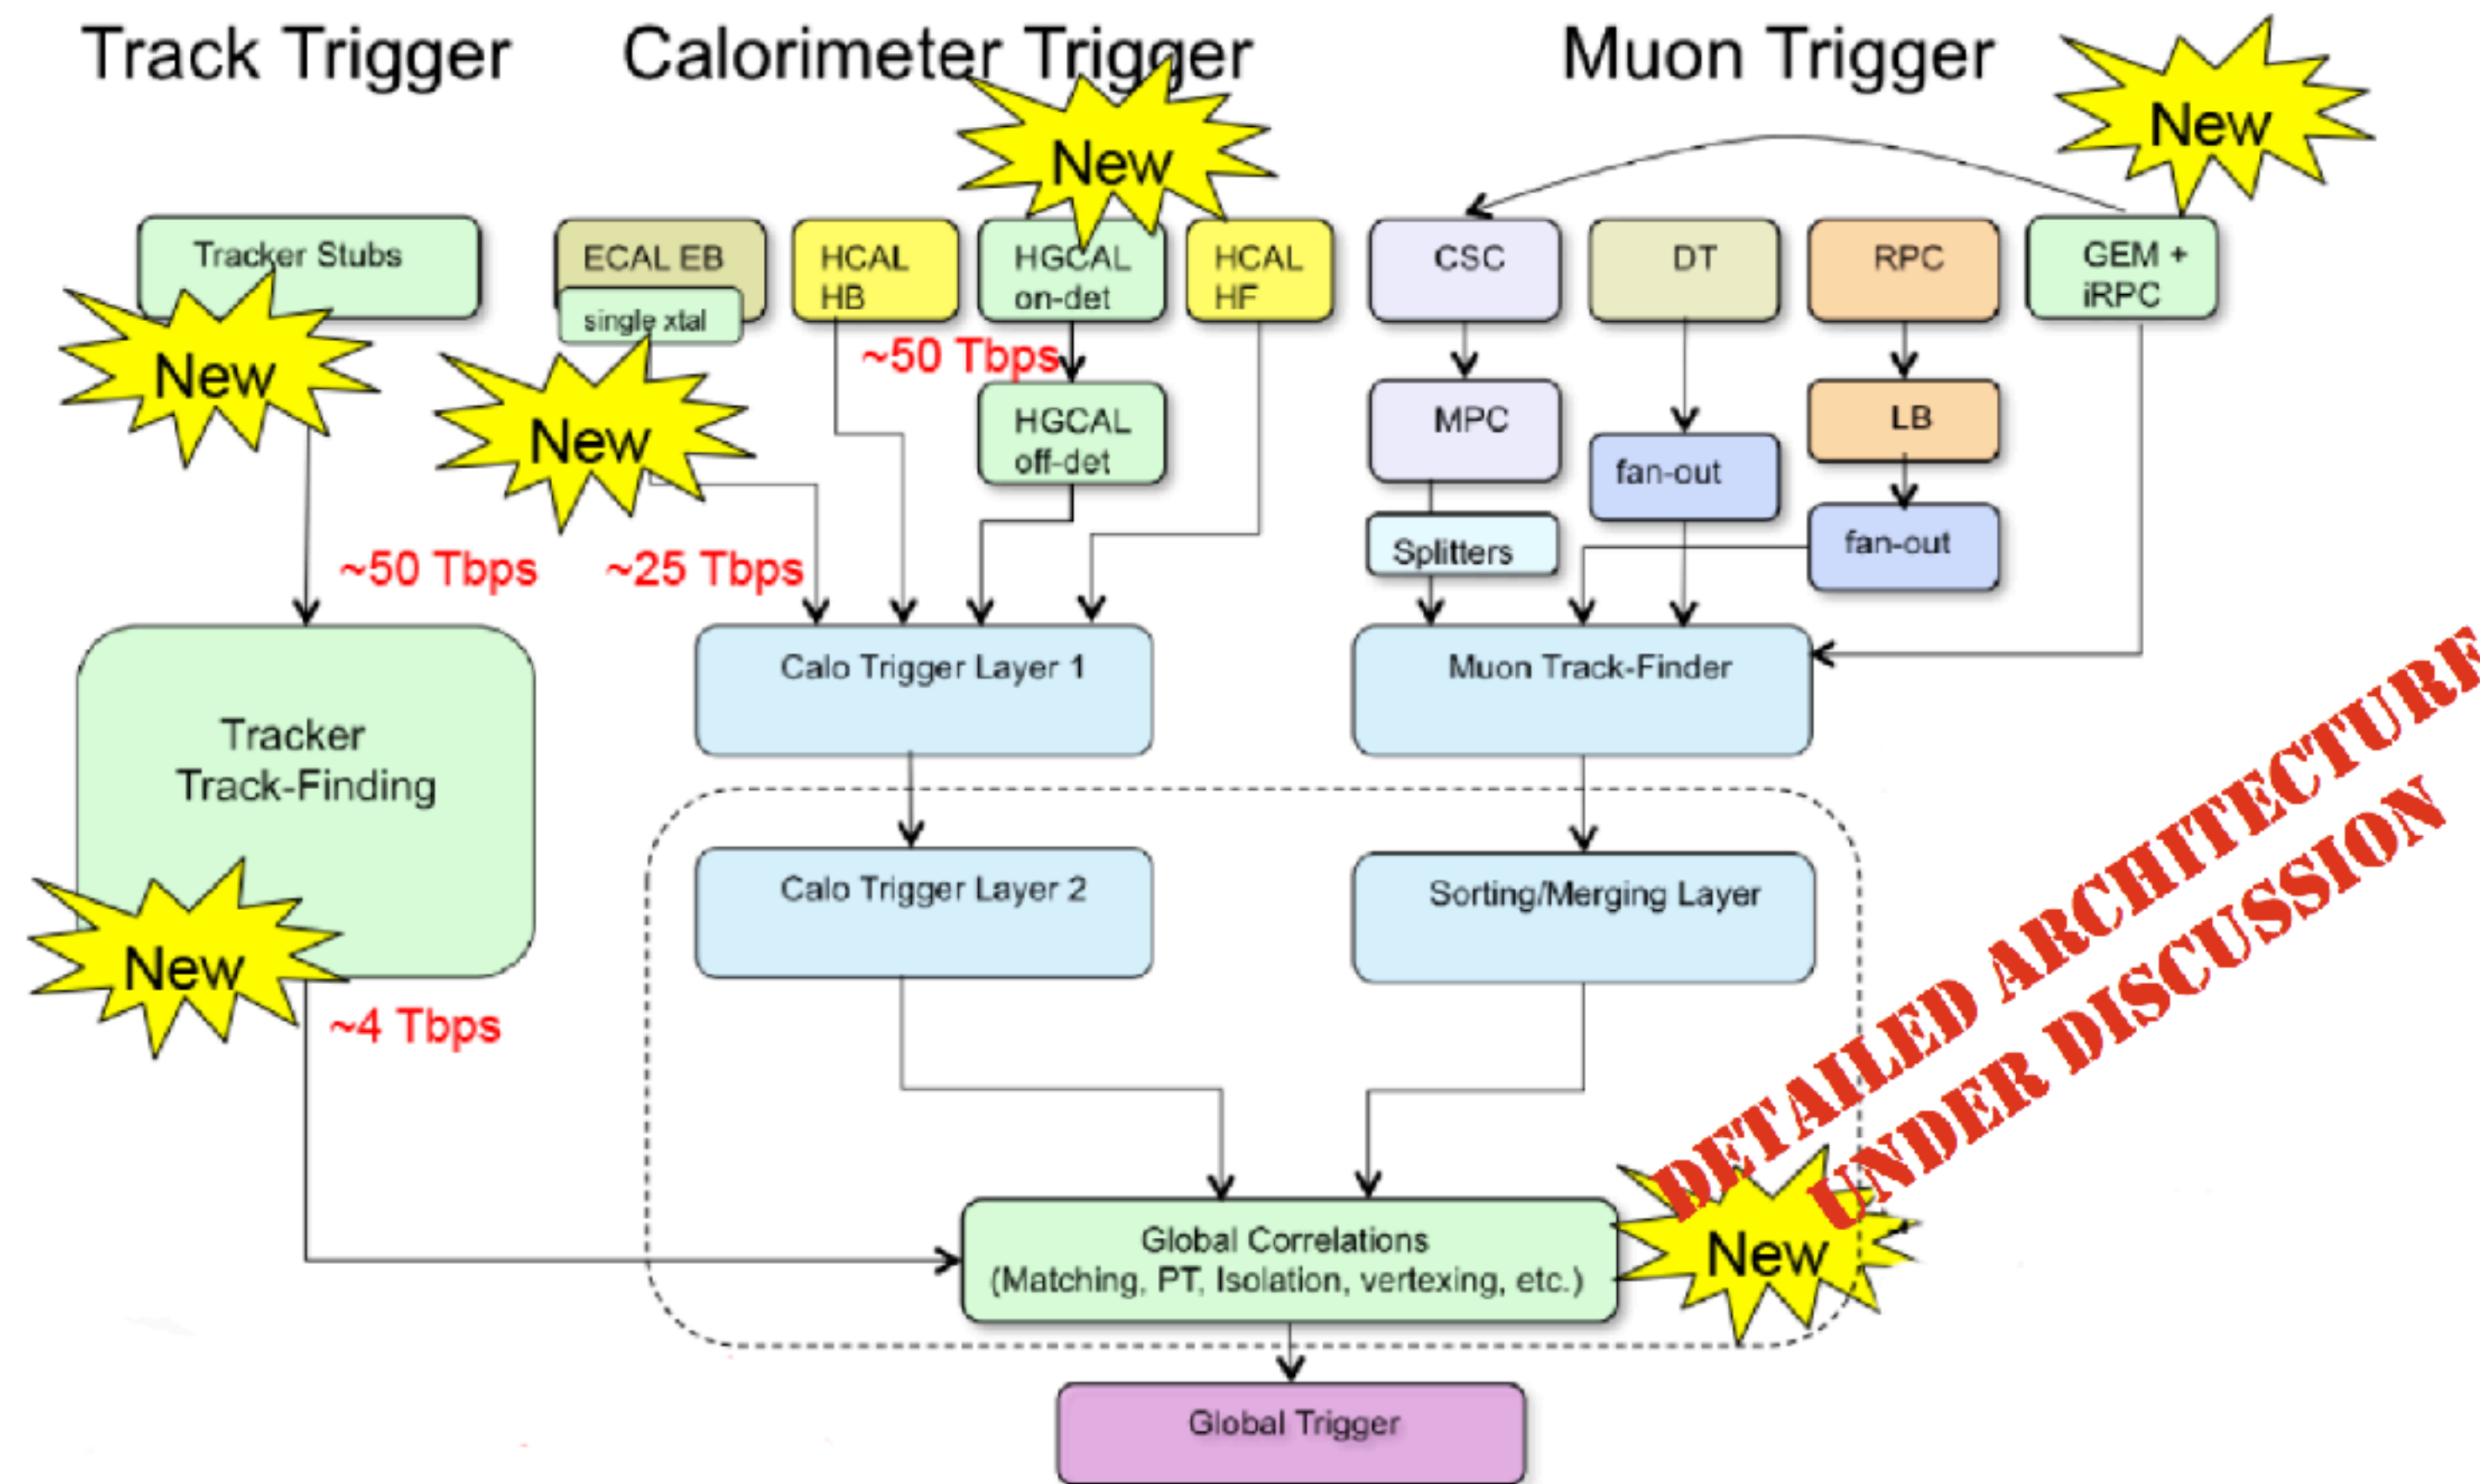 Track Trigger
Calorimeter Trigger
Muon Trigger
New
New
Tracker Stubs
ECAL EB
single xtal
HCAL
HB
HGCAL
on-det
HCAL
HF
CSC
DT
RPC
GEM +
iRPC
New
New
~50 Tbps
HGCAL
off-det
MPC
fan-out
LB
Splitters
fan-out
~50 Tbps
~25 Tbps
Calo Trigger Layer 1
Muon Track-Finder
Tracker
Track-Finding
New
~4 Tbps
Calo Trigger Layer 2
Sorting/Merging Layer
DETAILED ARCHITECTURE
UNDER DISCUSSION
Global Correlations
(Matching, PT, Isolation, vertexing, etc.)
New
Global Trigger